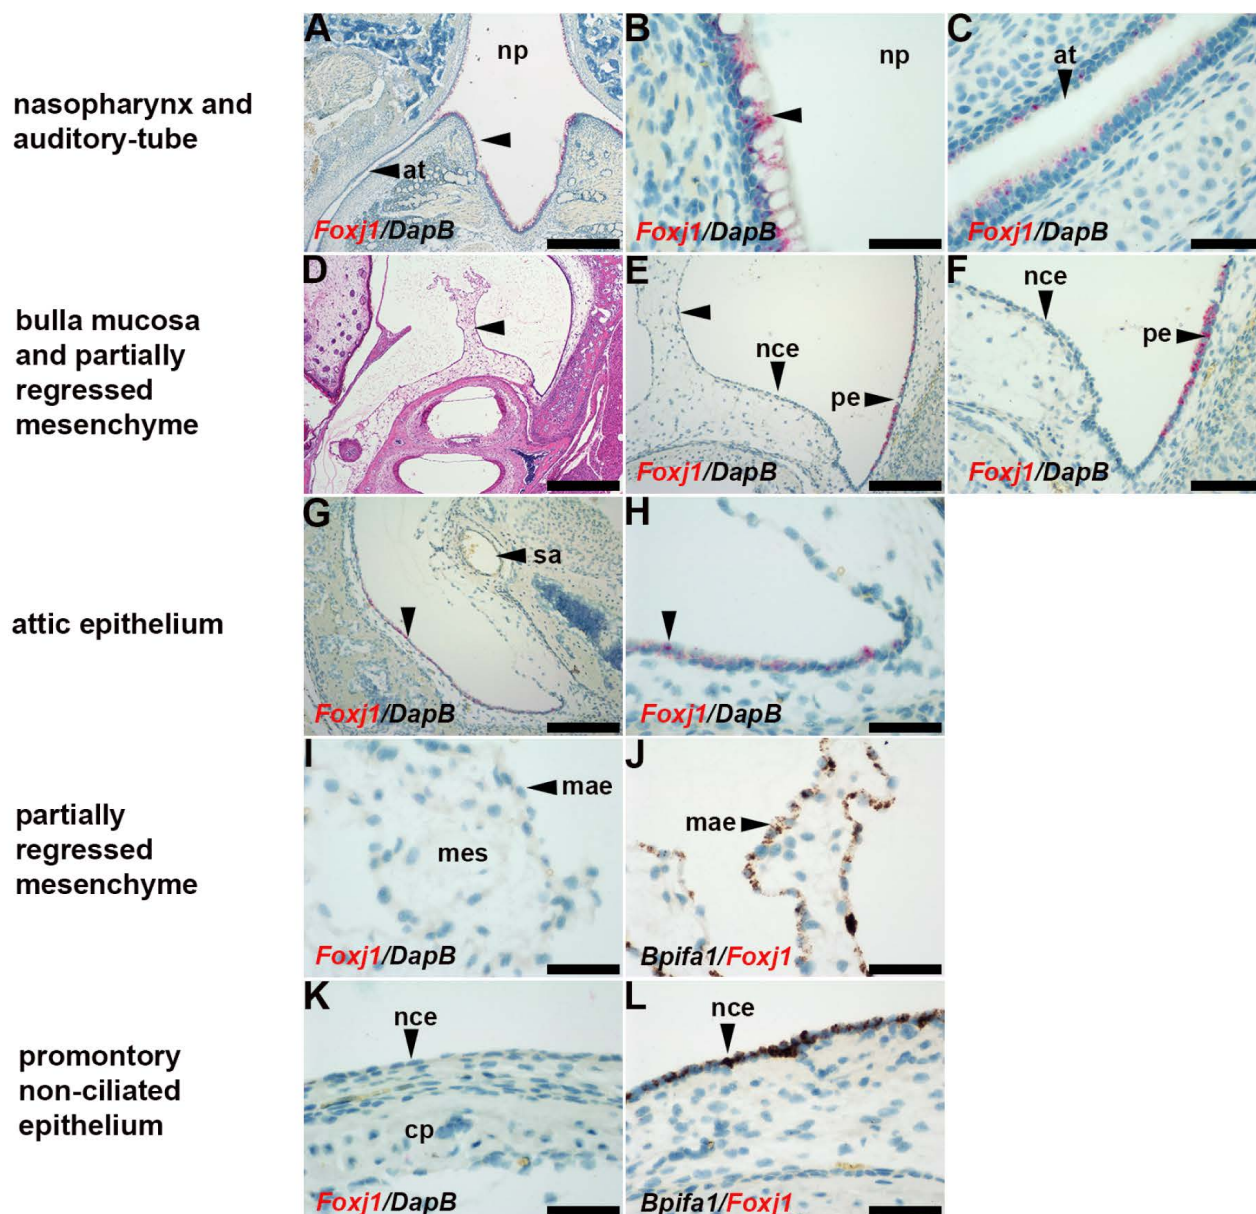 nasopharynx and
auditory-tube
A
np
at
Foxj1/DapB
B
np
Foxj1/DapB
C
at
Foxj1/DapB
bulla mucosa
and partially
regressed
mesenchyme
D
E
nce
pe
Foxj1/DapB
F
nce
pe
Foxj1/DapB
attic epithelium
G
sa
Foxj1/DapB
H
Foxj1/DapB
partially
regressed
mesenchyme
I
mae
mes
Foxj1/DapB
J
mae
Bpifa1/Foxj1
promontory
non-ciliated
epithelium
K
nce
cp
Foxj1/DapB
L
nce
Bpifa1/Foxj1